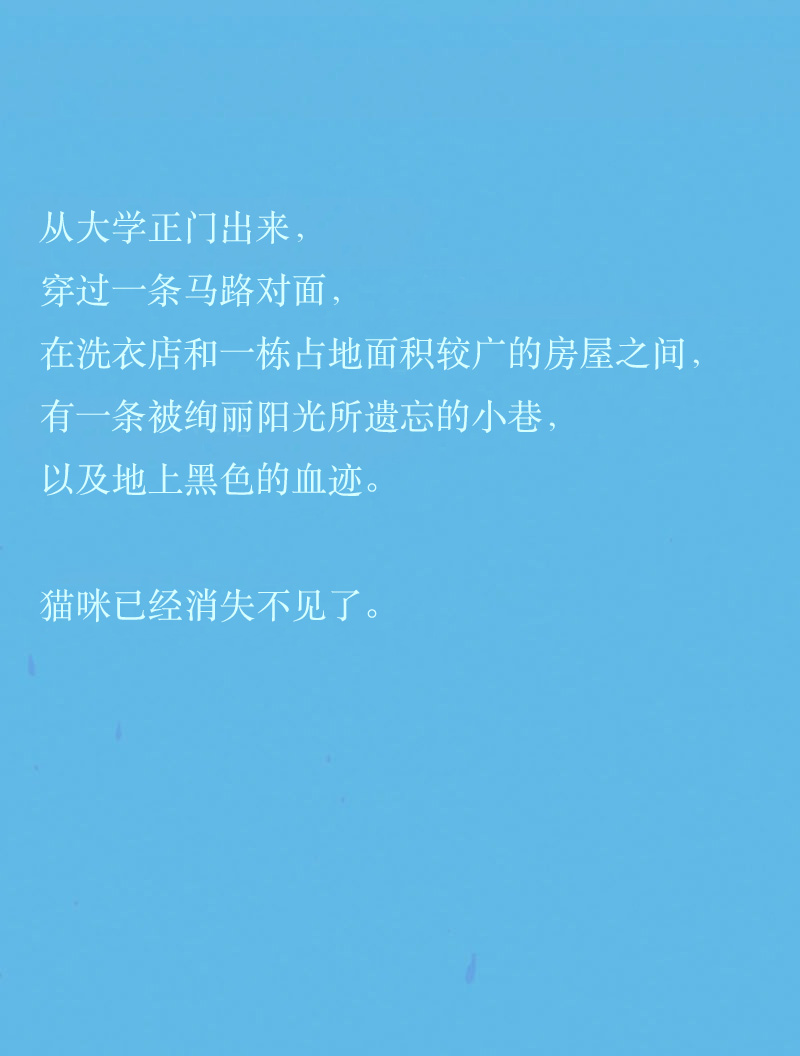 从大学正门出来，
穿过一条马路对面，
在洗衣店和一栋占地面积较广的房屋之间，
有一条被绚丽阳光所遗忘的小巷，
以及地上黑色的血迹。
猫咪已经消失不见了。